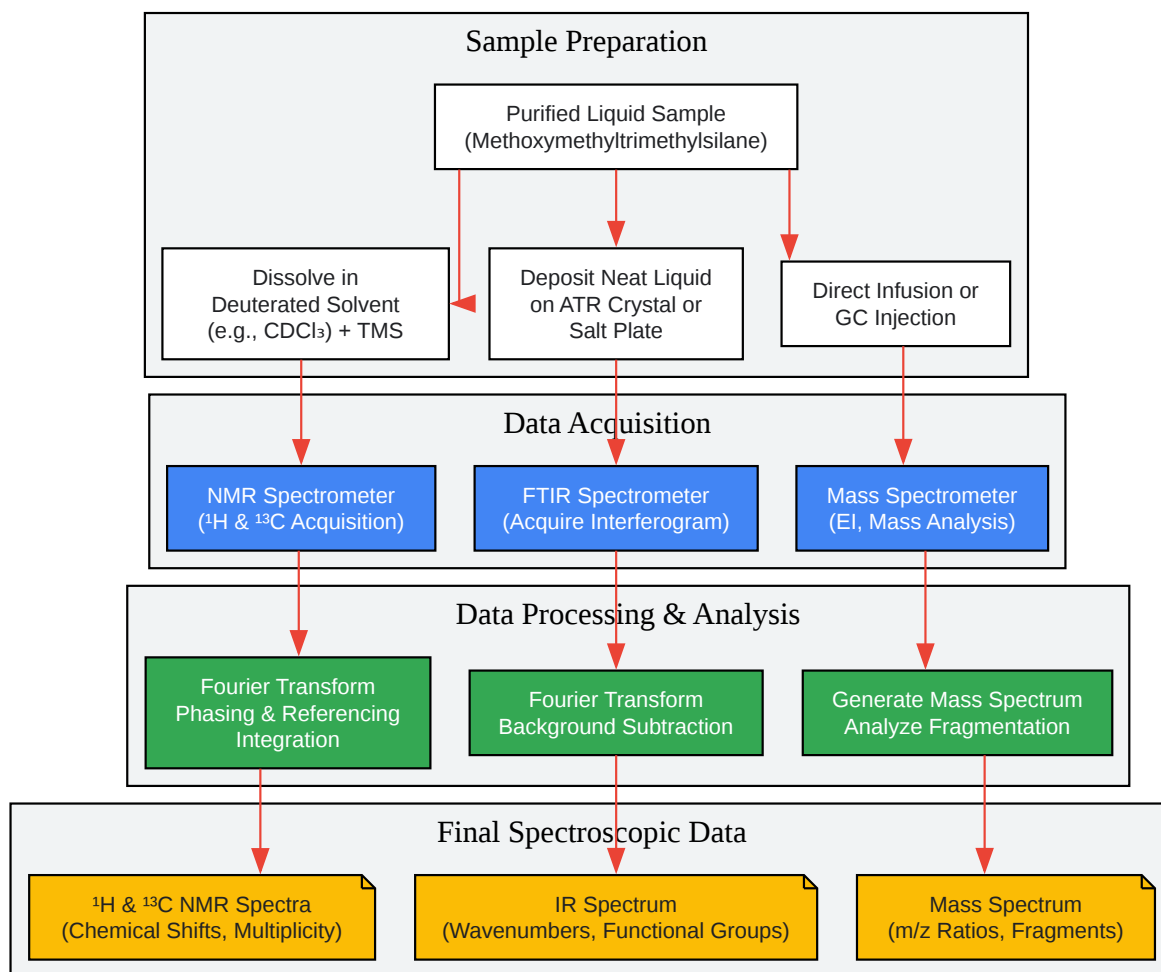 Sample Preparation
Purified Liquid Sample
(Methoxymethyltrimethylsilane)
Dissolve in
Deuterated Solvent
(e.g., CDCl₃) + TMS
Deposit Neat Liquid
on ATR Crystal or
Salt Plate
Direct Infusion or
GC Injection
Data Acquisition
NMR Spectrometer
(¹H & ¹³C Acquisition)
FTIR Spectrometer
(Acquire Interferogram)
Mass Spectrometer
(EI, Mass Analysis)
Data Processing & Analysis
Fourier Transform
Phasing & Referencing
Integration
Fourier Transform
Background Subtraction
Generate Mass Spectrum
Analyze Fragmentation
Final Spectroscopic Data
¹H & ¹³C NMR Spectra
(Chemical Shifts, Multiplicity)
IR Spectrum
(Wavenumbers, Functional Groups)
Mass Spectrum
(m/z Ratios, Fragments)